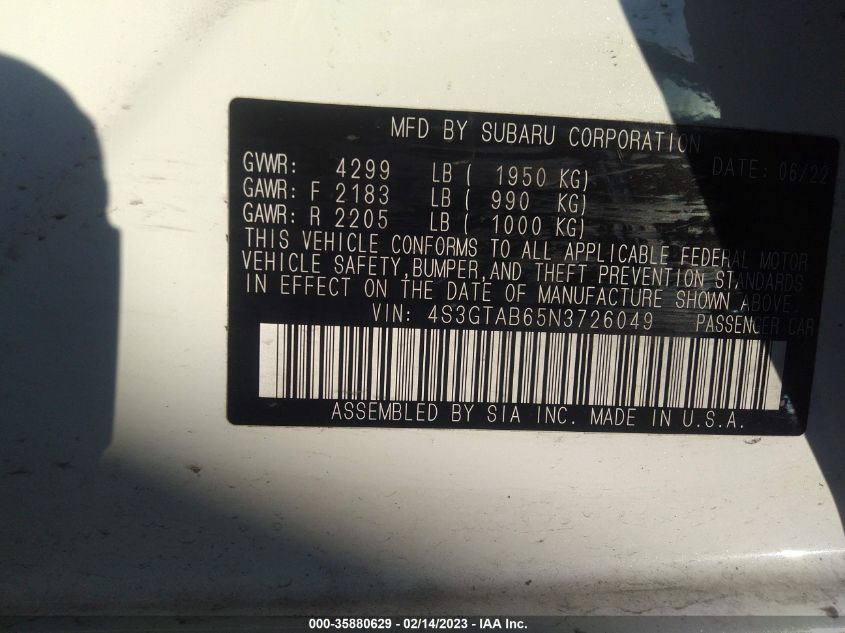 MFD BY SUBARU CORPORATION
DATE: 06/22
GVWR: 4299 LB ( 1950 KG)
GAWR: F 2183 LB ( 990 KG)
GAWR: R 2205 LB ( 1000 KG)
THIS VEHICLE CONFORMS TO ALL APPLICABLE FEDERAL MOTOR
VEHICLE SAFETY,BUMPER,AND THEFT PREVENTION STANDARDS
IN EFFECT ON THE DATE OF MANUFACTURE SHOWN ABOVE.
VIN: 4S3GTAB65N3726049 PASSENGER CAR
ASSEMBLED BY SIA INC. MADE IN U.S.A.
000-35880629 - 02/14/2023 - IAA Inc.